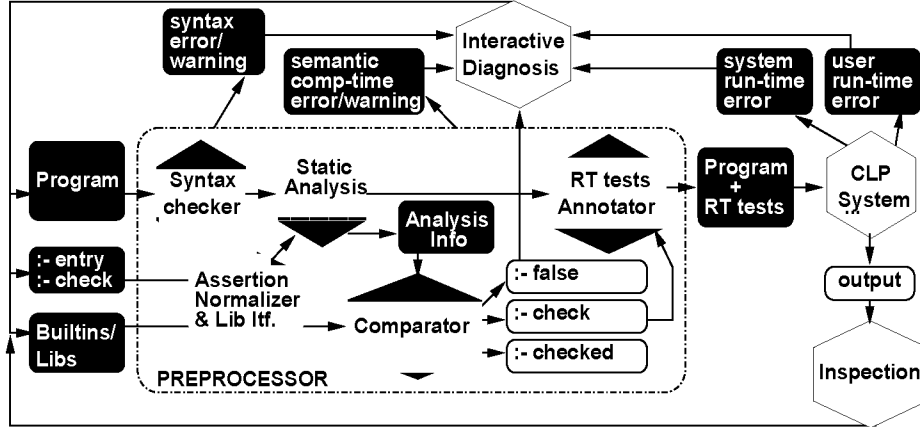 syntax
error/
warning
semantic
comp-time
error/warning
Interactive
Diagnosis
system
run-time
error
user
run-time
error
Program
Syntax
checker
Static
Analysis
RT tests
Annotator
Program
+
RT tests
CLP
System
Analysis
Info
:- entry
:- check
Assertion
Normalizer
& Lib Itf.
:- false
output
Builtins/
Libs
Comparator
:- check
:- checked
Inspection
PREPROCESSOR